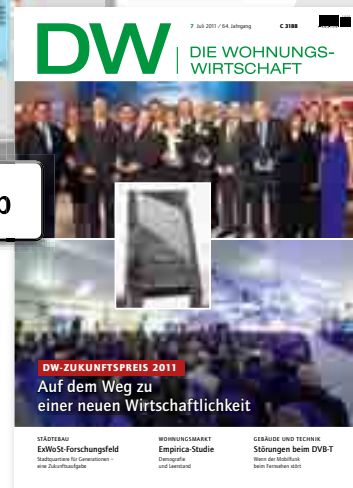 7 Juli 2011 / 64. Jahrgang
C 3188
DW
DIE WOHNUNGS-
WIRTSCHAFT
DW-ZUKUNFTSPREIS 2011
Auf dem Weg zu
einer neuen Wirtschaftlichkeit
STÄDTEBAU
ExWoSt-Forschungsfeld
Stadtquartiere für Generationen –
eine Zukunftsaufgabe
WOHNUNGSMARKT
Empirica-Studie
Demografie
und Leerstand
GEBÄUDE UND TECHNIK
Störungen beim DVB-T
Wenn der Mobilfunk
beim Fernsehen stört